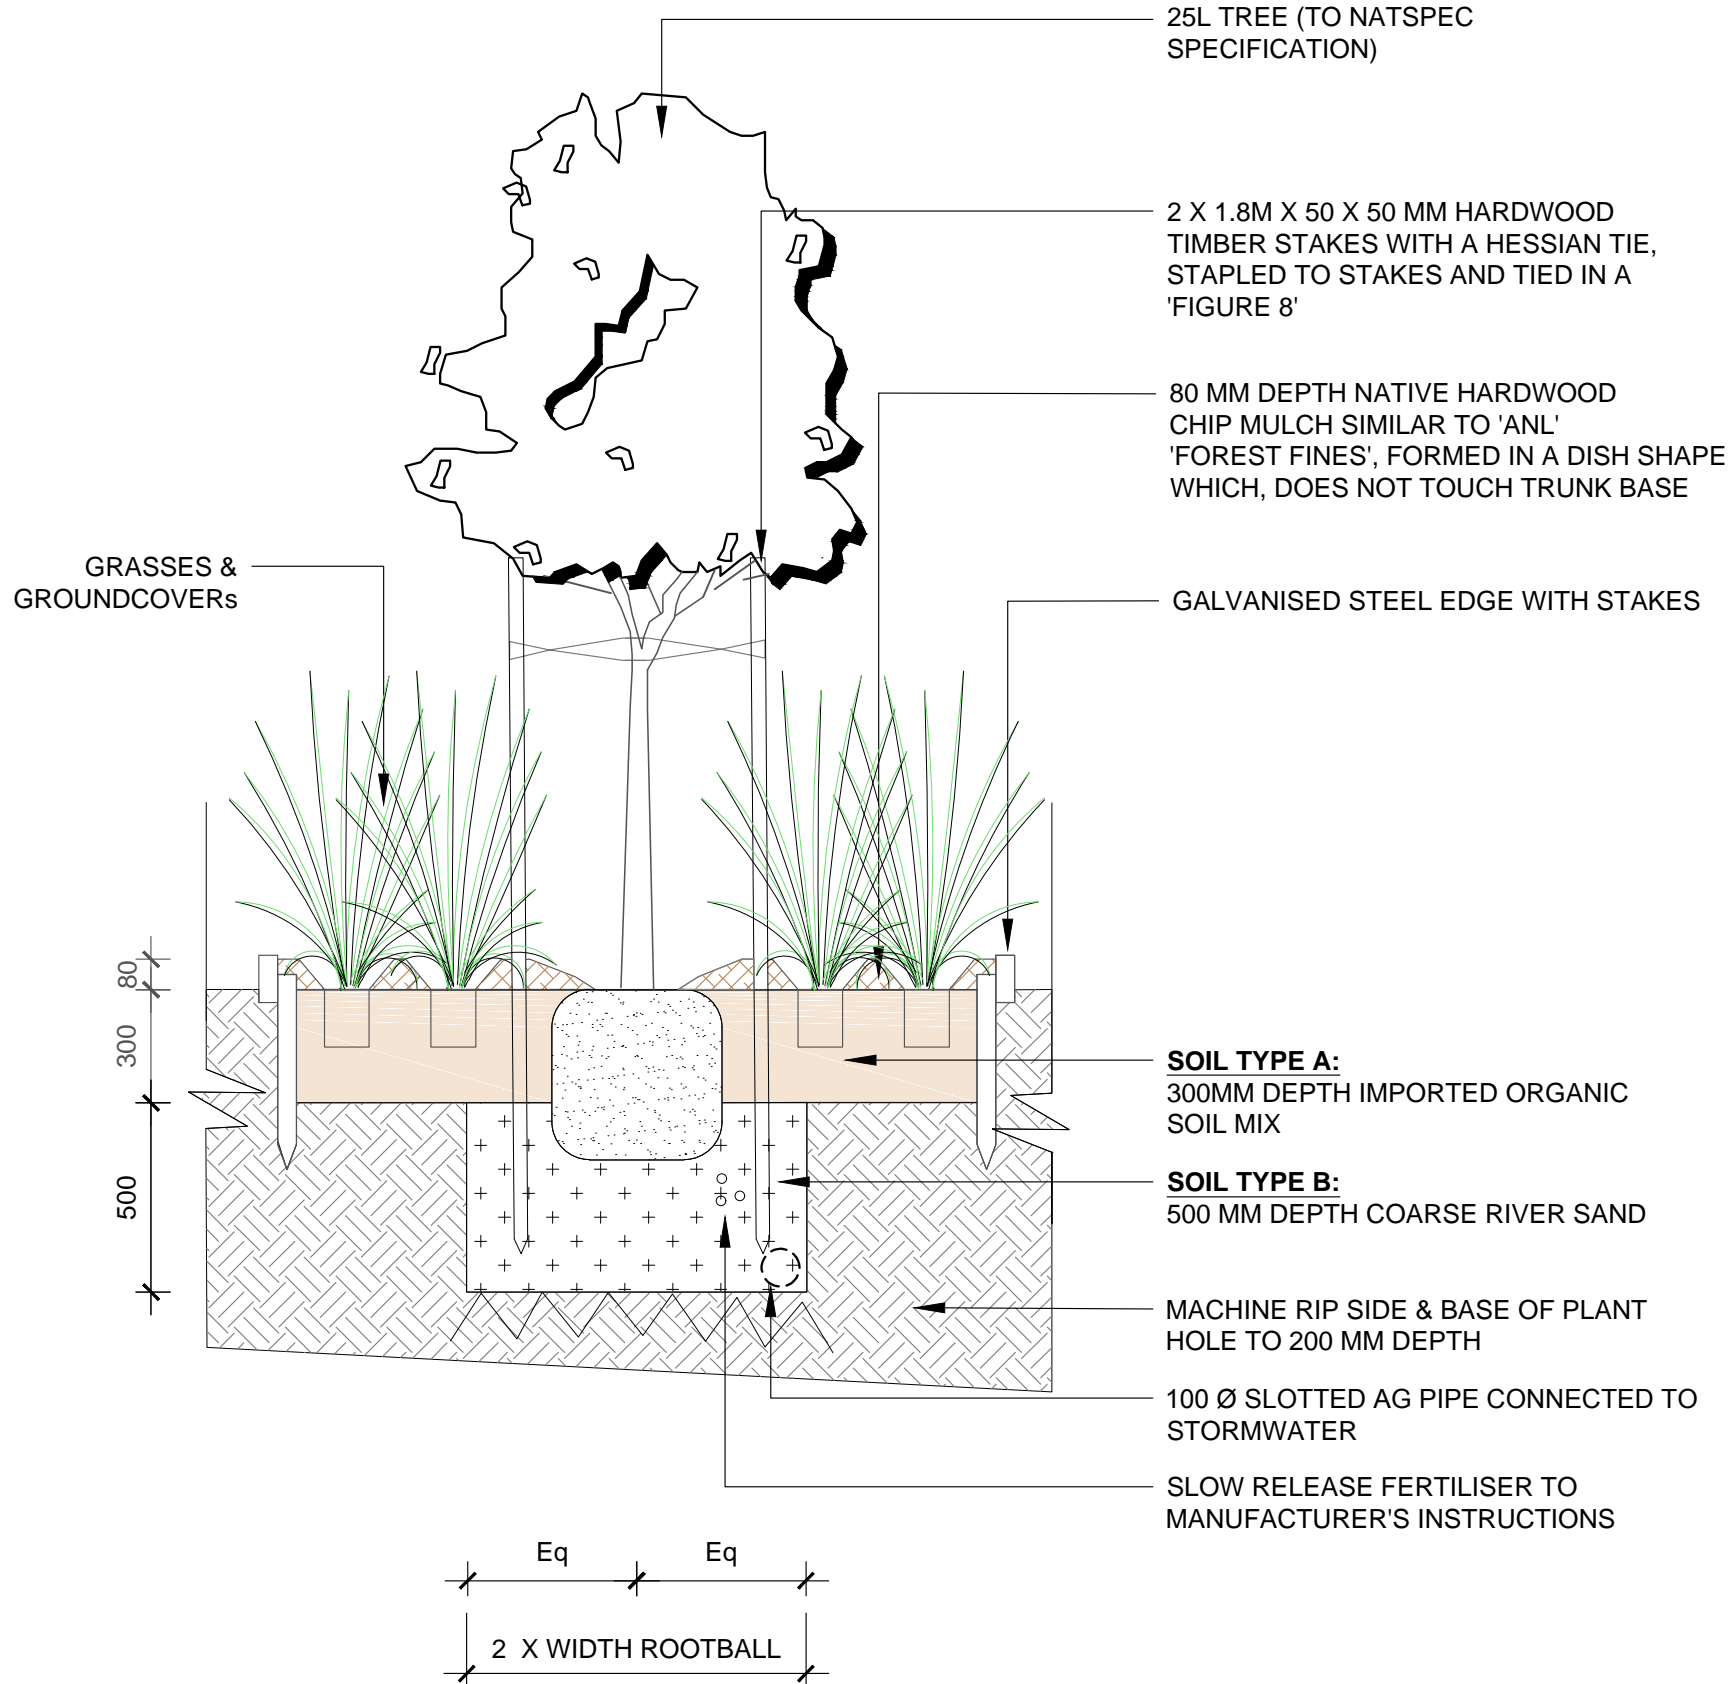 25L TREE (TO NATSPEC
SPECIFICATION)
2 X 1.8M X 50 X 50 MM HARDWOOD
TIMBER STAKES WITH A HESSIAN TIE,
STAPLED TO STAKES AND TIED IN A
'FIGURE 8'
80 MM DEPTH NATIVE HARDWOOD
CHIP MULCH SIMILAR TO 'ANL'
'FOREST FINES', FORMED IN A DISH SHAPE
WHICH, DOES NOT TOUCH TRUNK BASE
GRASSES &
GROUNDCOVERs
GALVANISED STEEL EDGE WITH STAKES
80
300
500
SOIL TYPE A:
300MM DEPTH IMPORTED ORGANIC
SOIL MIX
SOIL TYPE B:
500 MM DEPTH COARSE RIVER SAND
MACHINE RIP SIDE & BASE OF PLANT
HOLE TO 200 MM DEPTH
100 Ø SLOTTED AG PIPE CONNECTED TO
STORMWATER
SLOW RELEASE FERTILISER TO
MANUFACTURER'S INSTRUCTIONS
Eq Eq
2 X WIDTH ROOTBALL